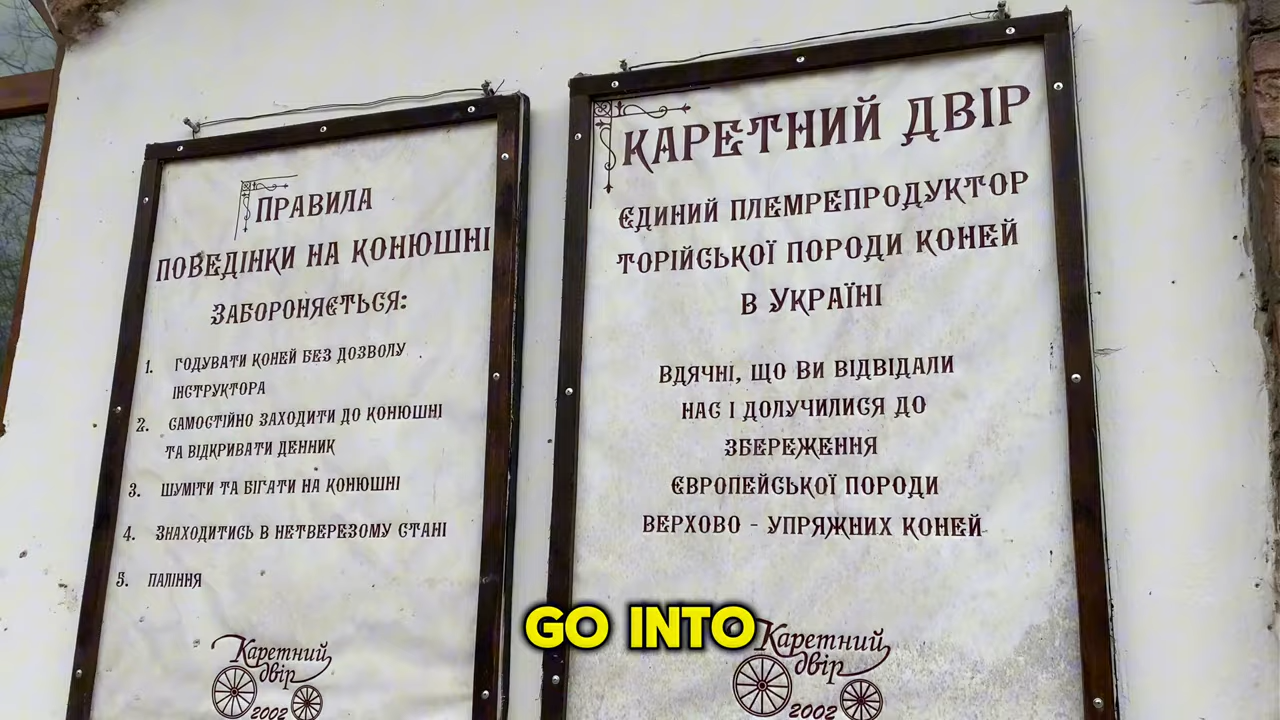 ПРАВИЛА
ПОВЕДІНКИ НА КОНЮШНІ
ЗАБОРОНЯЄТЬСЯ:
1. ГОДУВАТИ КОНЕЙ БЕЗ ДОЗВОЛУ
ІНСТРУКТОРА
2. САМОСТІЙНО ЗАХОДИТИ ДО КОНЮШНІ
ТА ВІДКРИВАТИ ДЕННИК
3. ШУМІТИ ТА БІГАТИ НА КОНЮШНІ
4. ЗНАХОДИТИСЬ В НЕТВЕРЕЗОМУ СТАНІ
5. ПАЛІННЯ
Каретний
двір
2002
КАРЕТНИЙ ДВІР
ЄДИНИЙ ПЛЕМРЕПРОДУКТОР
ТОРІЙСЬКОЇ ПОРОДИ КОНЕЙ
В УКРАЇНІ
ВДЯЧНІ, ЩО ВИ ВІДВІДАЛИ
НАС І ДОЛУЧИЛИСЯ ДО
ЗБЕРЕЖЕННЯ
ЄВРОПЕЙСЬКОЇ ПОРОДИ
ВЕРХОВО - УПРЯЖНИХ КОНЕЙ
Каретний
двір
2002
GO INTO